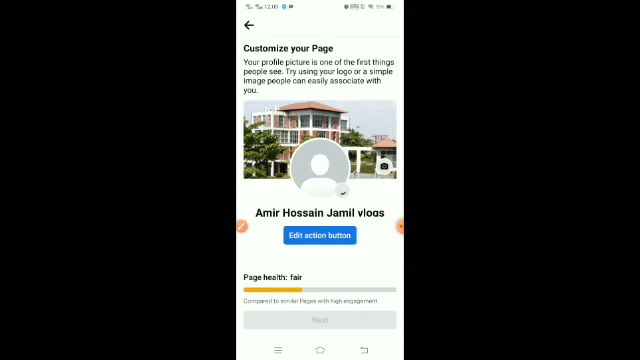 12:09
Customize your Page
Your profile picture is one of the first things
people see. Try using your logo or a simple
image people can easily associate with
you.
Amir Hossain Jamil vlogs
Edit action button
Page health: fair
Compared to similar Pages with high engagement.
Next